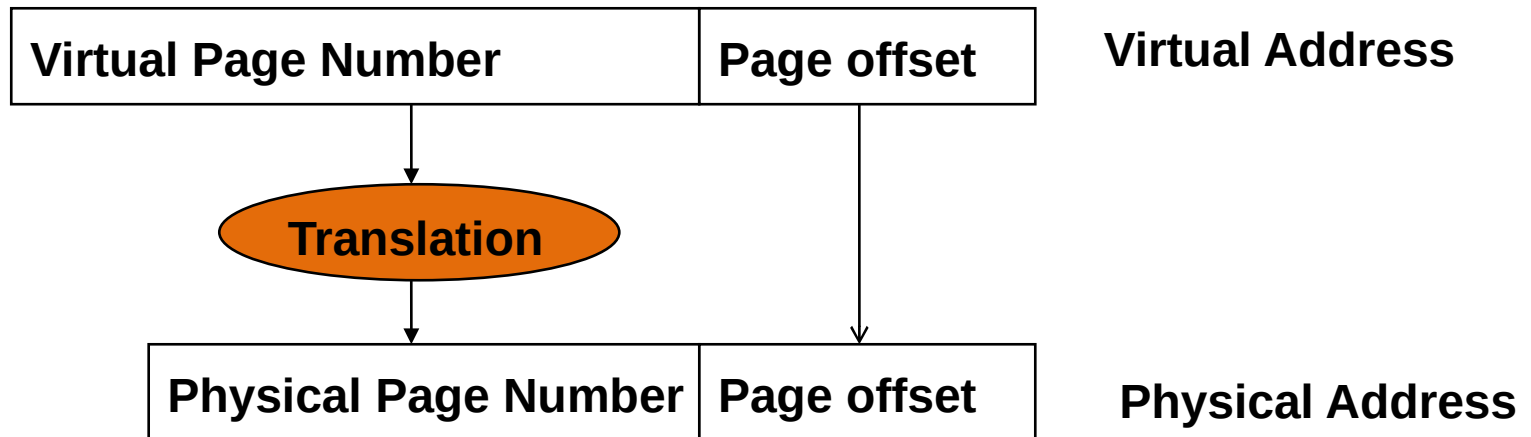 Virtual Page Number Page offset Virtual Address
Translation
Physical Page Number Page offset Physical Address